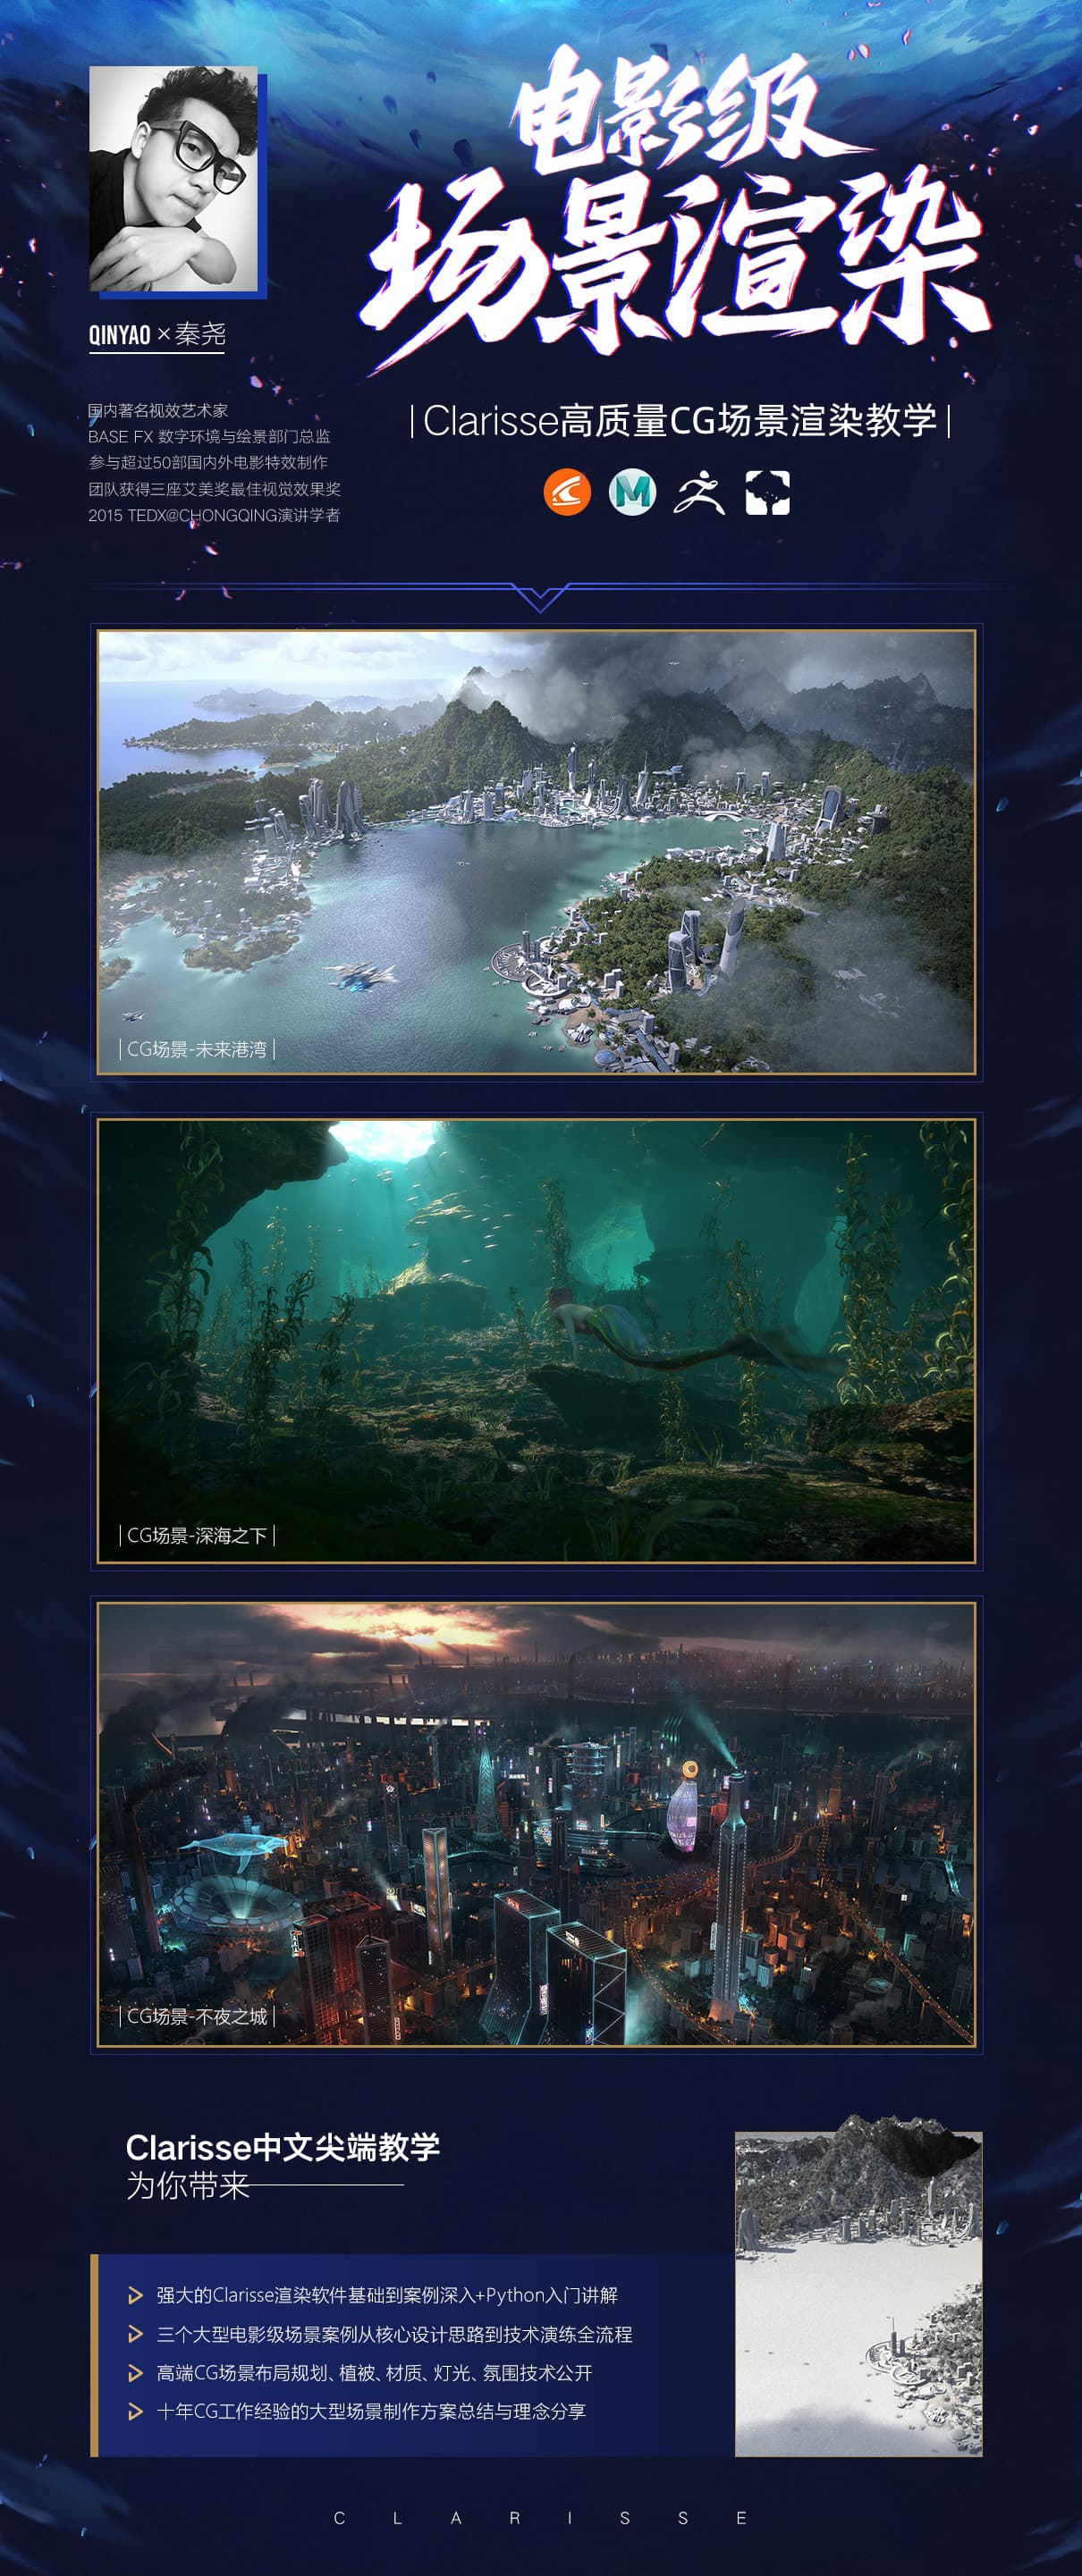 电影级
场景渲染
QINYAO×秦尧
国内著名视效艺术家
BASE FX 数字环境与绘景部门总监
参与超过50部国内外电影特效制作
团队获得三座艾美奖最佳视觉效果奖
2015 TEDX@CHONGQING演讲学者
|Clarisse高质量CG场景渲染教学|
M
|CG场景-未来港湾|
|CG场景-深海之下|
|CG场景-不夜之城|
Clarisse中文尖端教学
为你带来
强大的Clarisse渲染软件基础到案例深入+Python入门讲解
三个大型电影级场景案例从核心设计思路到技术演练全流程
高端CG场景布局规划、植被、材质、灯光、氛围技术公开
十年CG工作经验的大型场景制作方案总结与理念分享
CLARISSE